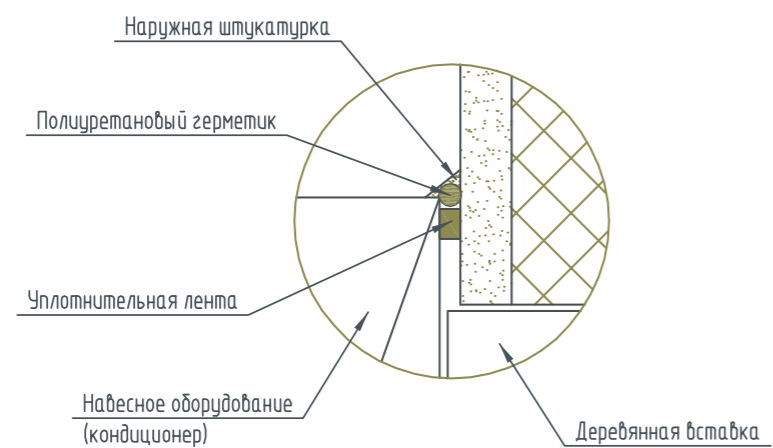 Наружная штукатурка
Полиуретановый герметик
Уплотнительная лента
Навесное оборудование
(кондиционер)
Деревянная вставка